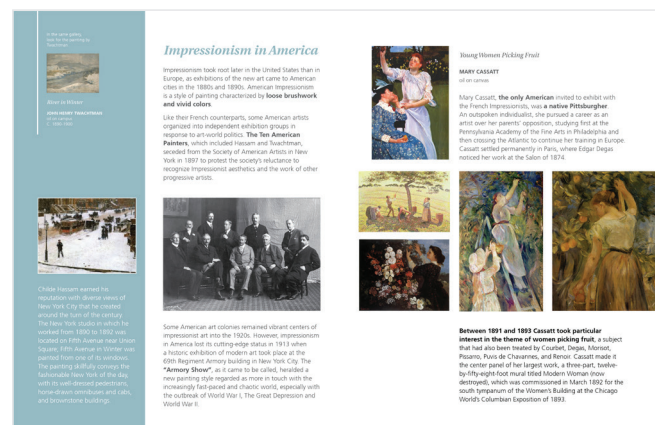 In the same gallery,
look for the painting by
Twachtman.
River in Winter
JOHN HENRY TWACHTMAN
oil on canvas
Childe Hassam earned his
reputation with diverse views of
New York City that he created
around the turn of the century.
The New York studio in which he
worked from 1890 to 1892 was
located on Fifth Avenue near Union
Square; Fifth Avenue in Winter was
painted from one of its windows.
The painting skillfully conveys the
fashionable New York of the day,
with its well-dressed pedestrians,
horse-drawn omnibuses and cabs,
and brownstone buildings.
Impressionism in America
Impressionism took root later in the United States than in
Europe, as exhibitions of the new art came to American
cities in the 1880s and 1890s. American Impressionism
is a style of painting characterized by loose brushwork
and vivid colors.
Like their French counterparts, some American artists
organized into independent exhibition groups in
response to art-world politics. The Ten American
Painters, which included Hassam and Twachtman,
seceded from the Society of American Artists in New
York in 1897 to protest the society's reluctance to
recognize Impressionist aesthetics and the work of other
progressive artists.
Some American art colonies remained vibrant centers of
impressionist art into the 1920s. However, impressionism
in America lost its cutting-edge status in 1913 when
a historic exhibition of modern art took place at the
69th Regiment Armory building in New York City. The
"Armory Show", as it came to be called, heralded a
new painting style regarded as more in touch with the
increasingly fast-paced and chaotic world, especially with
the outbreak of World War I, The Great Depression and
World War II.
Young Women Picking Fruit
MARY CASSATT
oil on canvas
Mary Cassatt, the only American invited to exhibit with
the French Impressionists, was a native Pittsburgher.
An outspoken individualist, she pursued a career as an
artist over her parents' opposition, studying first at the
Pennsylvania Academy of the Fine Arts in Philadelphia and
then crossing the Atlantic to continue her training in Europe.
Cassatt settled permanently in Paris, where Edgar Degas
noticed her work at the Salon of 1874.
Between 1891 and 1893 Cassatt took particular
interest in the theme of women picking fruit, a subject
that had also been treated by Courbet, Degas, Morisot,
Pissarro, Puvis de Chavannes, and Renoir. Cassatt made it
the center panel of her largest work, a three-part, twelve-
by-fifty-eight-foot mural titled Modern Woman (now
destroyed), which was commissioned in March 1892 for the
south tympanum of the Women's Building at the Chicago
World's Columbian Exposition of 1893.